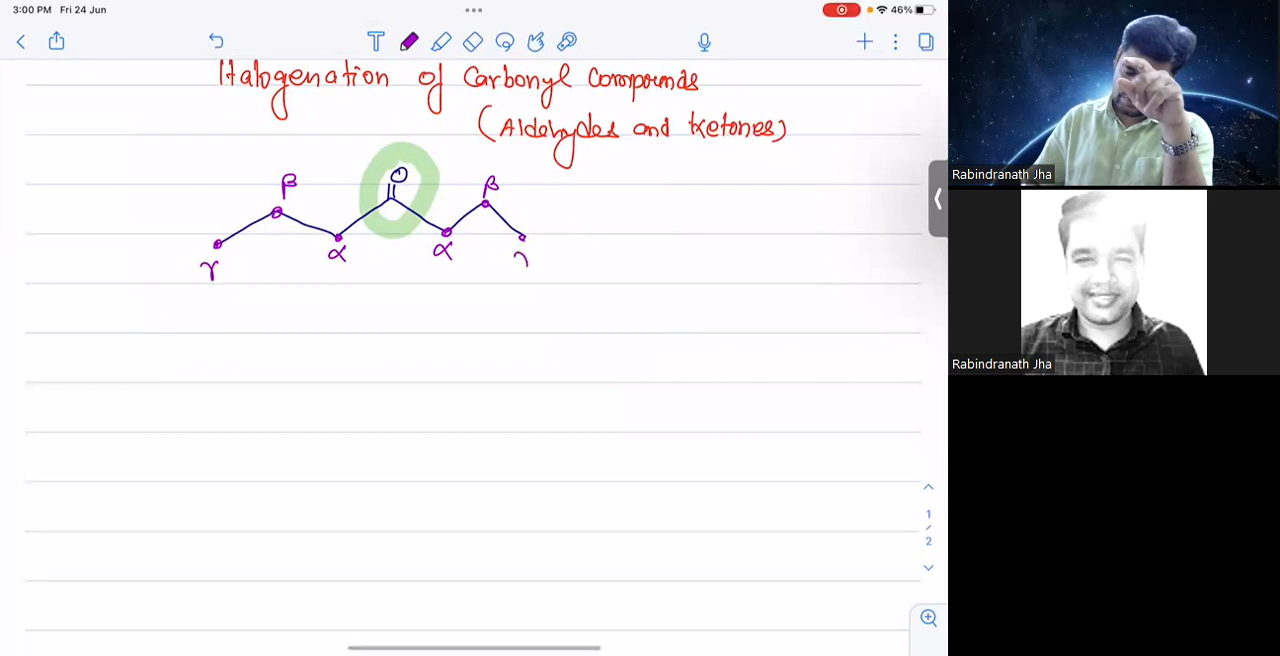 3:00 PM Fri 24 Jun
46%
Halogenation of Carbonyl Compounds
(Aldehydes and Ketones)
O
β β
α α
γ
1
2
Rabindranath Jha
Rabindranath Jha